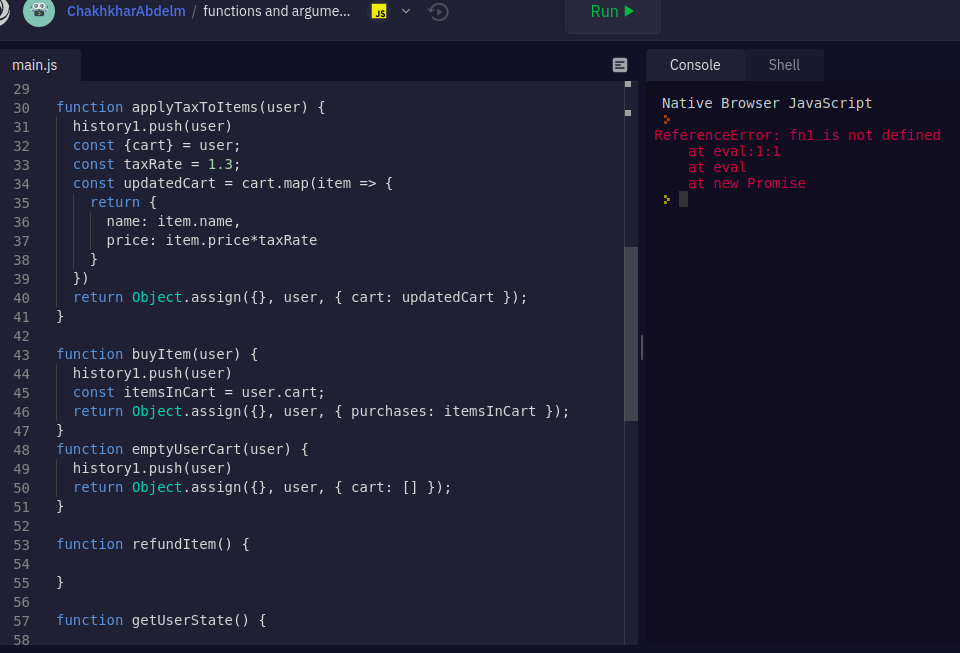 ChakhkharAbdelm / functions and argume... JS
Run
main.js
Console Shell
29
30 function applyTaxToItems(user) {
31   history1.push(user)
32   const {cart} = user;
33   const taxRate = 1.3;
34   const updatedCart = cart.map(item => {
35     return {
36       name: item.name,
37       price: item.price*taxRate
38     }
39   })
40   return Object.assign({}, user, { cart: updatedCart });
41 }
42
43 function buyItem(user) {
44   history1.push(user)
45   const itemsInCart = user.cart;
46   return Object.assign({}, user, { purchases: itemsInCart });
47 }
48 function emptyUserCart(user) {
49   history1.push(user)
50   return Object.assign({}, user, { cart: [] });
51 }
52
53 function refundItem() {
54
55 }
56
57 function getUserState() {
58
Native Browser JavaScript
ReferenceError: fn1 is not defined
    at eval:1:1
    at eval
    at new Promise